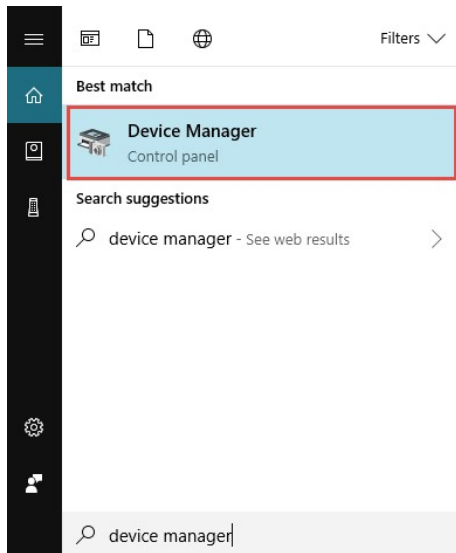 Filters
Best match
Device Manager
Control panel
Search suggestions
device manager - See web results
device manager